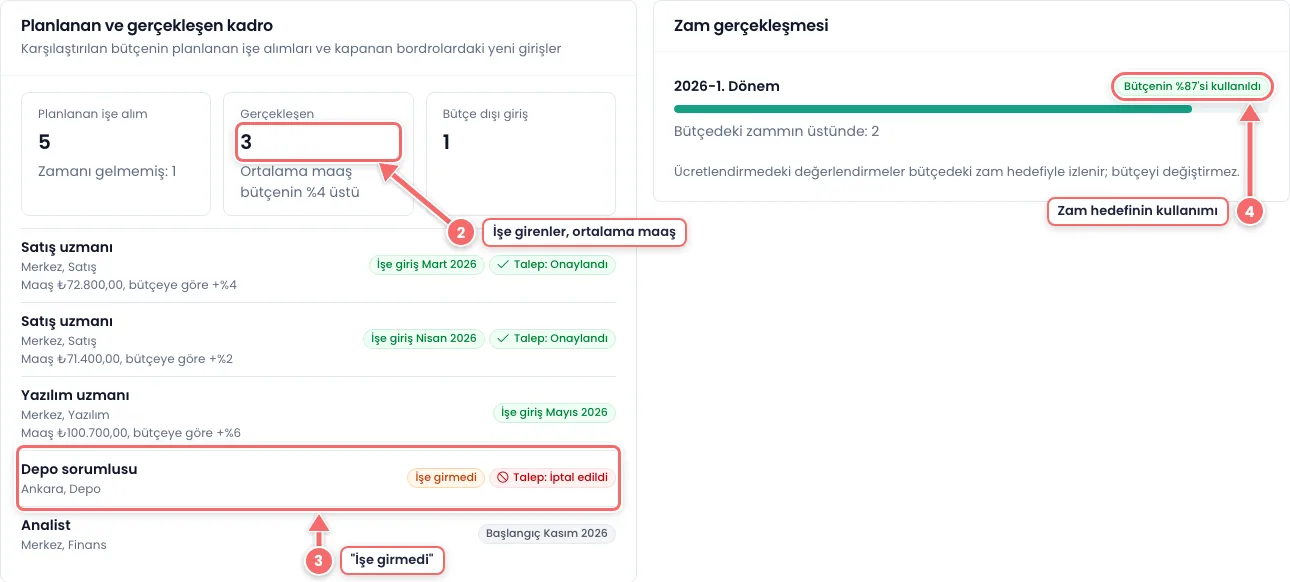 Planlanan ve gerçekleşen kadro
Karşılaştırılan bütçenin planlanan işe alımları ve kapanan bordrolardaki yeni girişler
Planlanan işe alım
5
Zamanı gelmemiş: 1
Gerçekleşen
3
Ortalama maaş
bütçenin %4 üstü
Bütçe dışı giriş
1
2
İşe girenler, ortalama maaş
Satış uzmanı
Merkez, Satış
Maaş ₺72.800,00, bütçeye göre +%4
İşe giriş Mart 2026
Talep: Onaylandı
Satış uzmanı
Merkez, Satış
Maaş ₺71.400,00, bütçeye göre +%2
İşe giriş Nisan 2026
Talep: Onaylandı
Yazılım uzmanı
Merkez, Yazılım
Maaş ₺100.700,00, bütçeye göre +%6
İşe giriş Mayıs 2026
Depo sorumlusu
Ankara, Depo
İşe girmedi
Talep: İptal edildi
Analist
Merkez, Finans
Başlangıç Kasım 2026
3
"İşe girmedi"
Zam gerçekleşmesi
2026-1. Dönem
Bütçenin %87'si kullanıldı
Bütçedeki zammın üstünde: 2
Ücretlendirmedeki değerlendirmeler bütçedeki zam hedefiyle izlenir; bütçeyi değiştirmez.
Zam hedefinin kullanımı
4